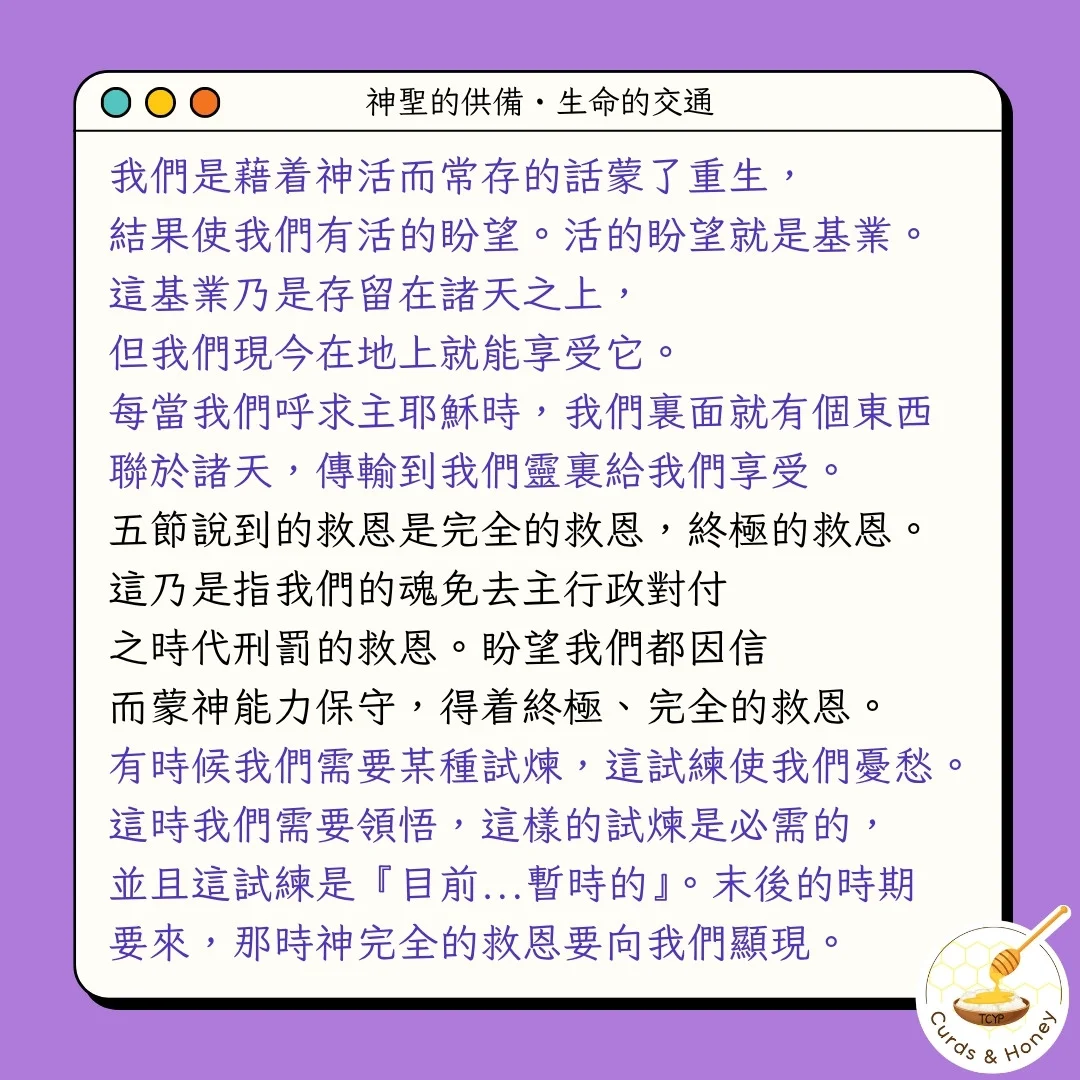 神聖的供備·生命的交通
我們是藉着神活而常存的話蒙了重生，
結果使我們有活的盼望。活的盼望就是基業。
這基業乃是存留在諸天之上，
但我們現今在地上就能享受它。
每當我們呼求主耶穌時，我們裏面就有個東西
聯於諸天，傳輸到我們靈裏給我們享受。
五節說到的救恩是完全的救恩，終極的救恩。
這乃是指我們的魂免去主行政對付
之時代刑罰的救恩。盼望我們都因信
而蒙神能力保守，得着終極、完全的救恩。
有時候我們需要某種試煉，這試練使我們憂愁。
這時我們需要領悟，這樣的試煉是必需的，
並且這試練是『目前...暫時的』。末後的時期
要來，那時神完全的救恩要向我們顯現。
TCYP
Curds & Honey